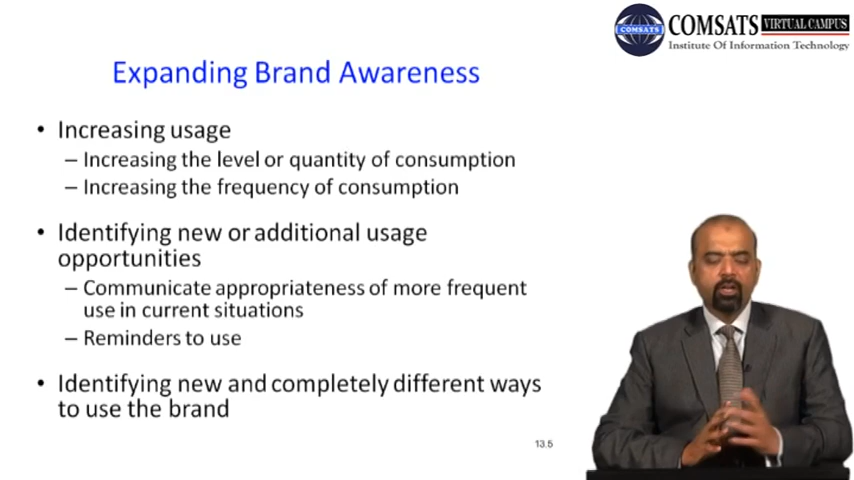 COMSATS VIRTUAL CAMPUS
Institute Of Information Technology
COMSATS
Expanding Brand Awareness
• Increasing usage
– Increasing the level or quantity of consumption
– Increasing the frequency of consumption
• Identifying new or additional usage
opportunities
– Communicate appropriateness of more frequent
use in current situations
– Reminders to use
• Identifying new and completely different ways
to use the brand
13.5